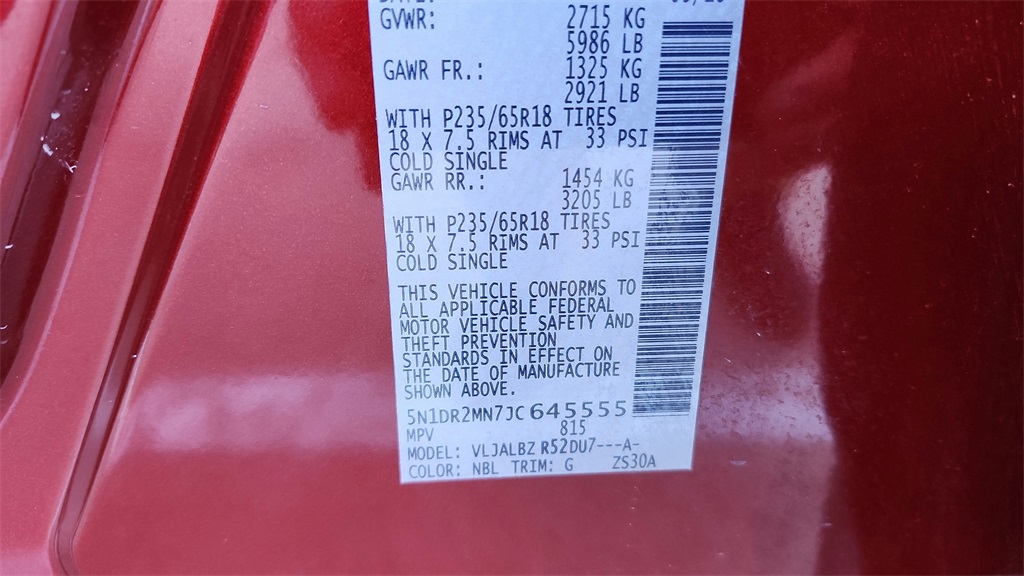 GVWR: 2715 KG
5986 LB
GAWR FR.: 1325 KG
2921 LB
WITH P235/65R18 TIRES
18 X 7.5 RIMS AT 33 PSI
COLD SINGLE
GAWR RR.: 1454 KG
3205 LB
WITH P235/65R18 TIRES
18 X 7.5 RIMS AT 33 PSI
COLD SINGLE
THIS VEHICLE CONFORMS TO
ALL APPLICABLE FEDERAL
MOTOR VEHICLE SAFETY AND
THEFT PREVENTION
STANDARDS IN EFFECT ON
THE DATE OF MANUFACTURE
SHOWN ABOVE.
5N1DR2MN7JC645555
MPV 815
MODEL: VLJALBZ R52DU7---A-
COLOR: NBL TRIM: G ZS30A